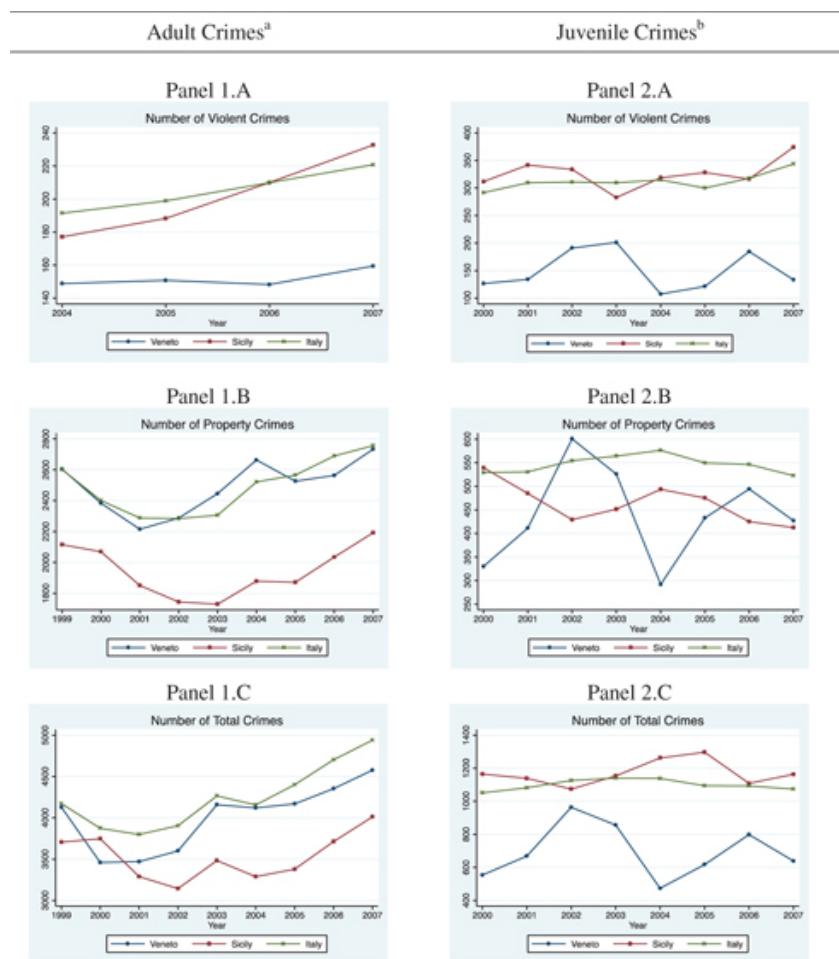 Adult Crimesa
Juvenile Crimesb
Panel 1.A
Number of Violent Crimes
240
220
200
180
160
140
2004
2005
2006
2007
Year
Veneto
Sicily
Italy
Panel 2.A
Number of Violent Crimes
400
350
300
250
200
150
100
2000
2001
2002
2003
2004
2005
2006
2007
Year
Veneto
Sicily
Italy
Panel 1.B
Number of Property Crimes
2800
2600
2400
2200
2000
1800
1999
2000
2001
2002
2003
2004
2005
2006
2007
Year
Veneto
Sicily
Italy
Panel 2.B
Number of Property Crimes
600
550
500
450
400
350
300
250
2000
2001
2002
2003
2004
2005
2006
2007
Year
Veneto
Sicily
Italy
Panel 1.C
Number of Total Crimes
5000
4500
4000
3500
3000
1999
2000
2001
2002
2003
2004
2005
2006
2007
Year
Veneto
Sicily
Italy
Panel 2.C
Number of Total Crimes
1400
1200
1000
800
600
400
2000
2001
2002
2003
2004
2005
2006
2007
Year
Veneto
Sicily
Italy